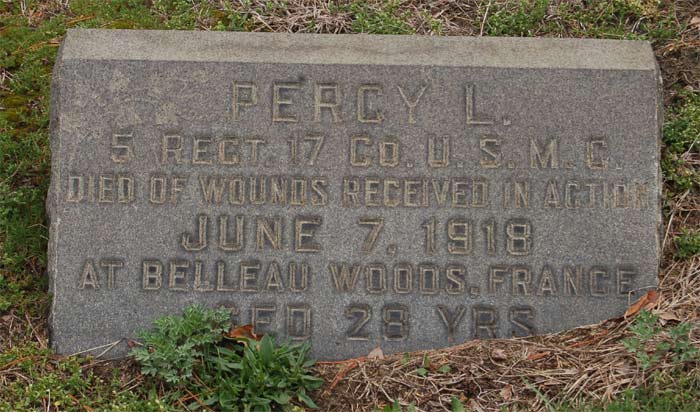 PERCY L.
5 REGT. 17 CO. U.S.M.C.
DIED OF WOUNDS RECEIVED IN ACTION
JUNE 7, 1918
AT BELLEAU WOODS, FRANCE
AGED 28 YRS